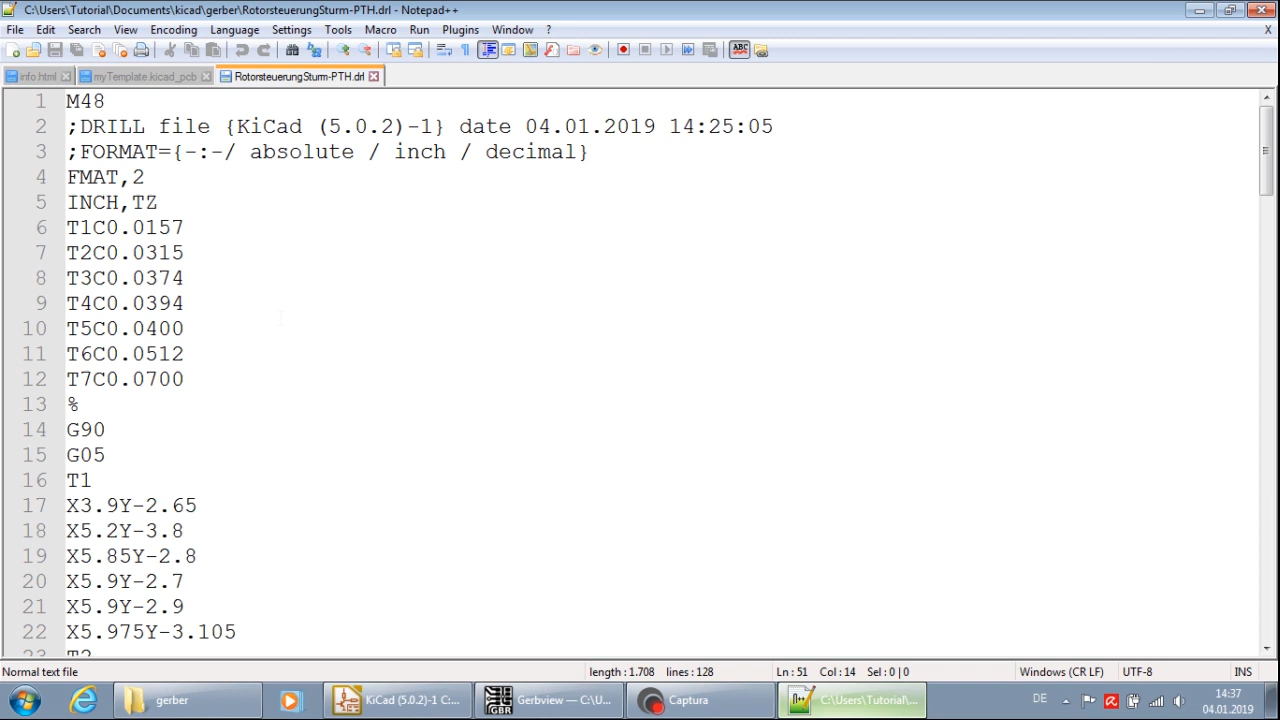 C:\Users\Tutorial\Documents\kicad\gerber\RotorsteuerungSturm-PTH.drl - Notepad++
File Edit Search View Encoding Language Settings Tools Macro Run Plugins Window ? X
ABC
info.html myTemplate.kicad_pcb RotorsteuerungSturm-PTH.drl
1 M48
2 ;DRILL file {KiCad (5.0.2)-1} date 04.01.2019 14:25:05
3 ;FORMAT={-:-/ absolute / inch / decimal}
4 FMAT,2
5 INCH,TZ
6 T1C0.0157
7 T2C0.0315
8 T3C0.0374
9 T4C0.0394
10 T5C0.0400
11 T6C0.0512
12 T7C0.0700
13 %
14 G90
15 G05
16 T1
17 X3.9Y-2.65
18 X5.2Y-3.8
19 X5.85Y-2.8
20 X5.9Y-2.7
21 X5.9Y-2.9
22 X5.975Y-3.105
23 T2
Normal text file length : 1.708 lines : 128 Ln : 51 Col : 14 Sel : 0 | 0 Windows (CR LF) UTF-8 INS
gerber KiCad (5.0.2)-1 C:... GBR Gerbview — C:\U... Captura C:\Users\Tutorial\... DE 14:37
04.01.2019